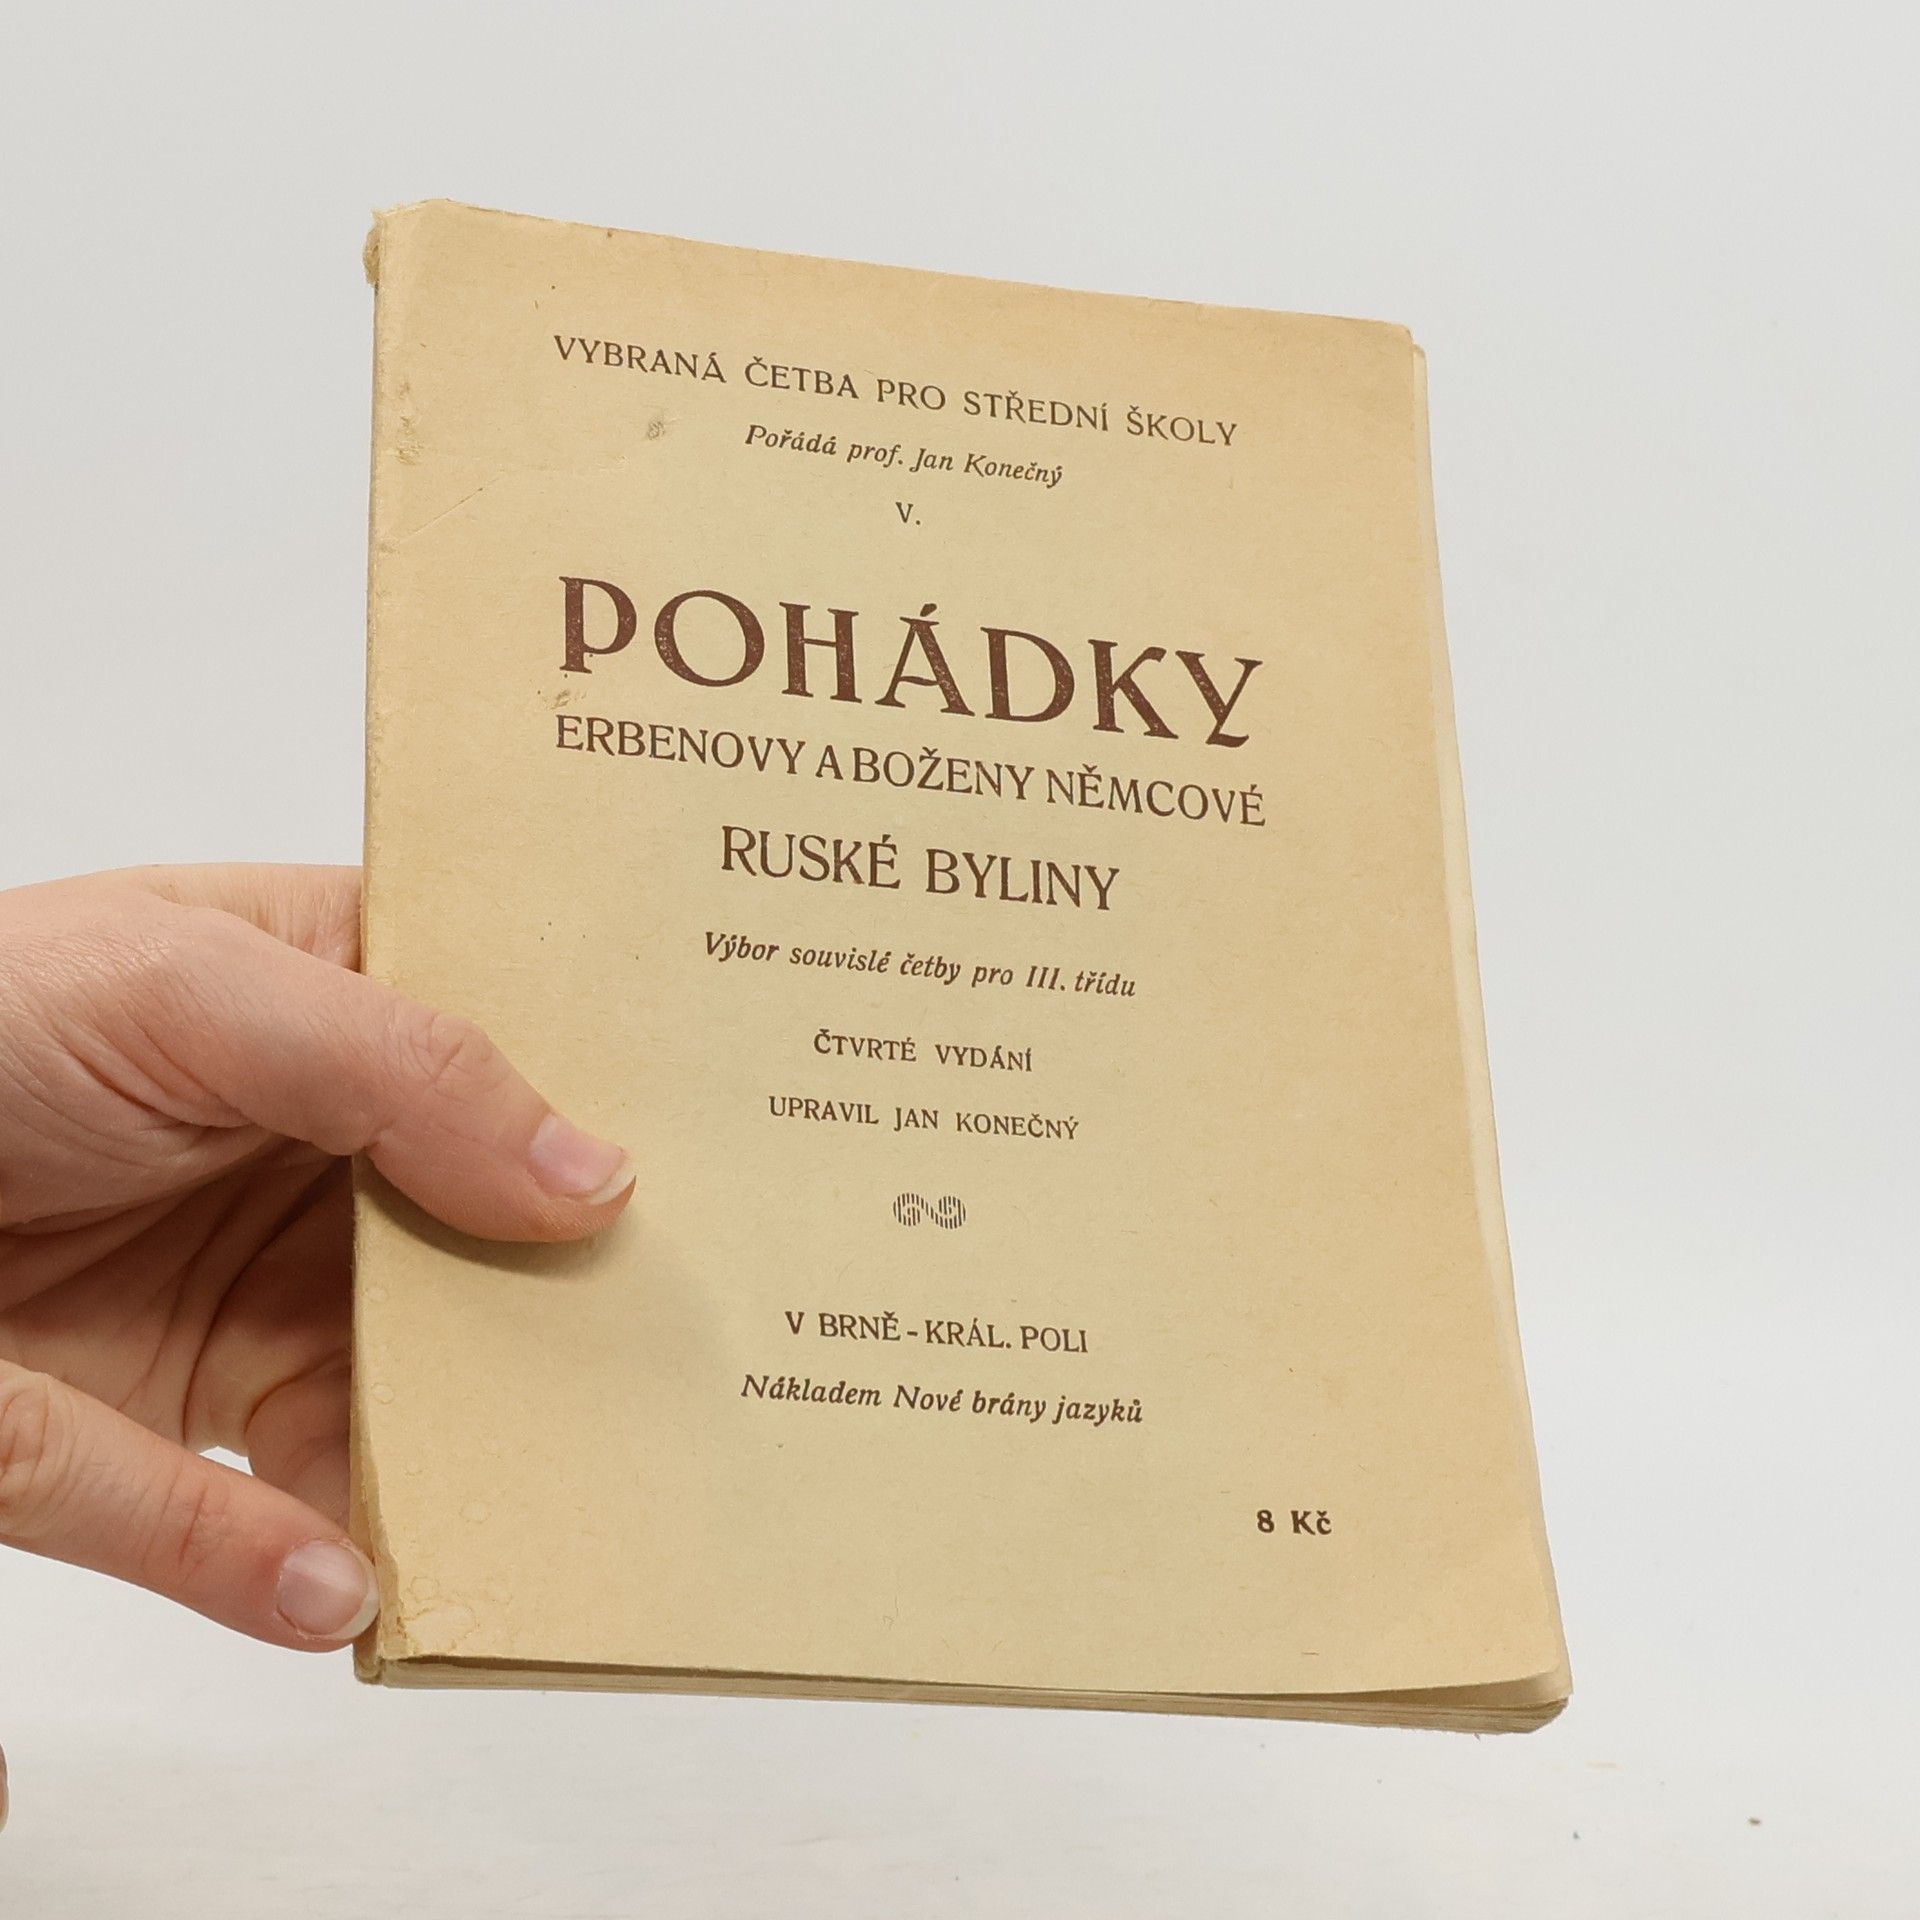 VYBRANÁ ČETBA PRO STŘEDNÍ ŠKOLY
Pořádá prof. Jan Konečný
V.
POHÁDKY
ERBENOVY A BOŽENY NĚMCOVÉ
RUSKÉ BYLINY
Výbor souvislé četby pro III. třídu
ČTVRTÉ VYDÁNÍ
UPRAVIL JAN KONEČNÝ
V BRNĚ - KRÁL. POLI
Nákladem Nové brány jazyků
8 Kč